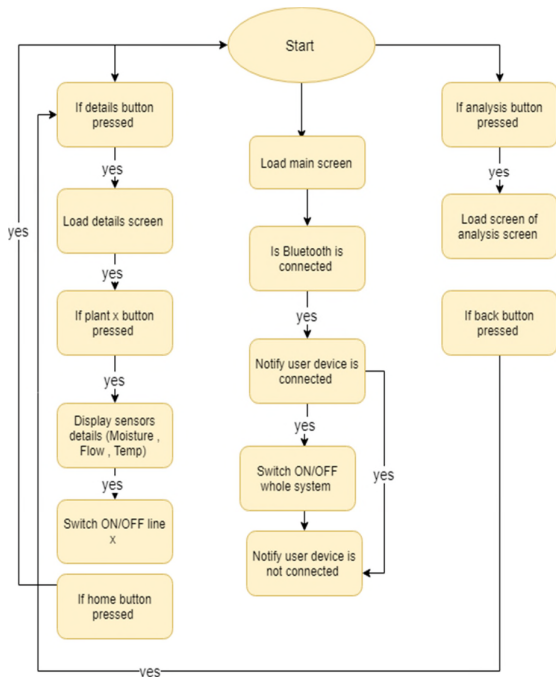 Start
If details button
pressed
yes
Load details screen
yes
If plant x button
pressed
yes
Display sensors
details (Moisture ,
Flow , Temp)
yes
Switch ON/OFF line
X
If home button
pressed
yes
Load main screen
Is Bluetooth is
connected
yes
Notify user device is
connected
yes
Switch ON/OFF
whole system
yes
Notify user device is
not connected
If analysis button
pressed
yes
Load screen of
analysis screen
If back button
pressed
yes